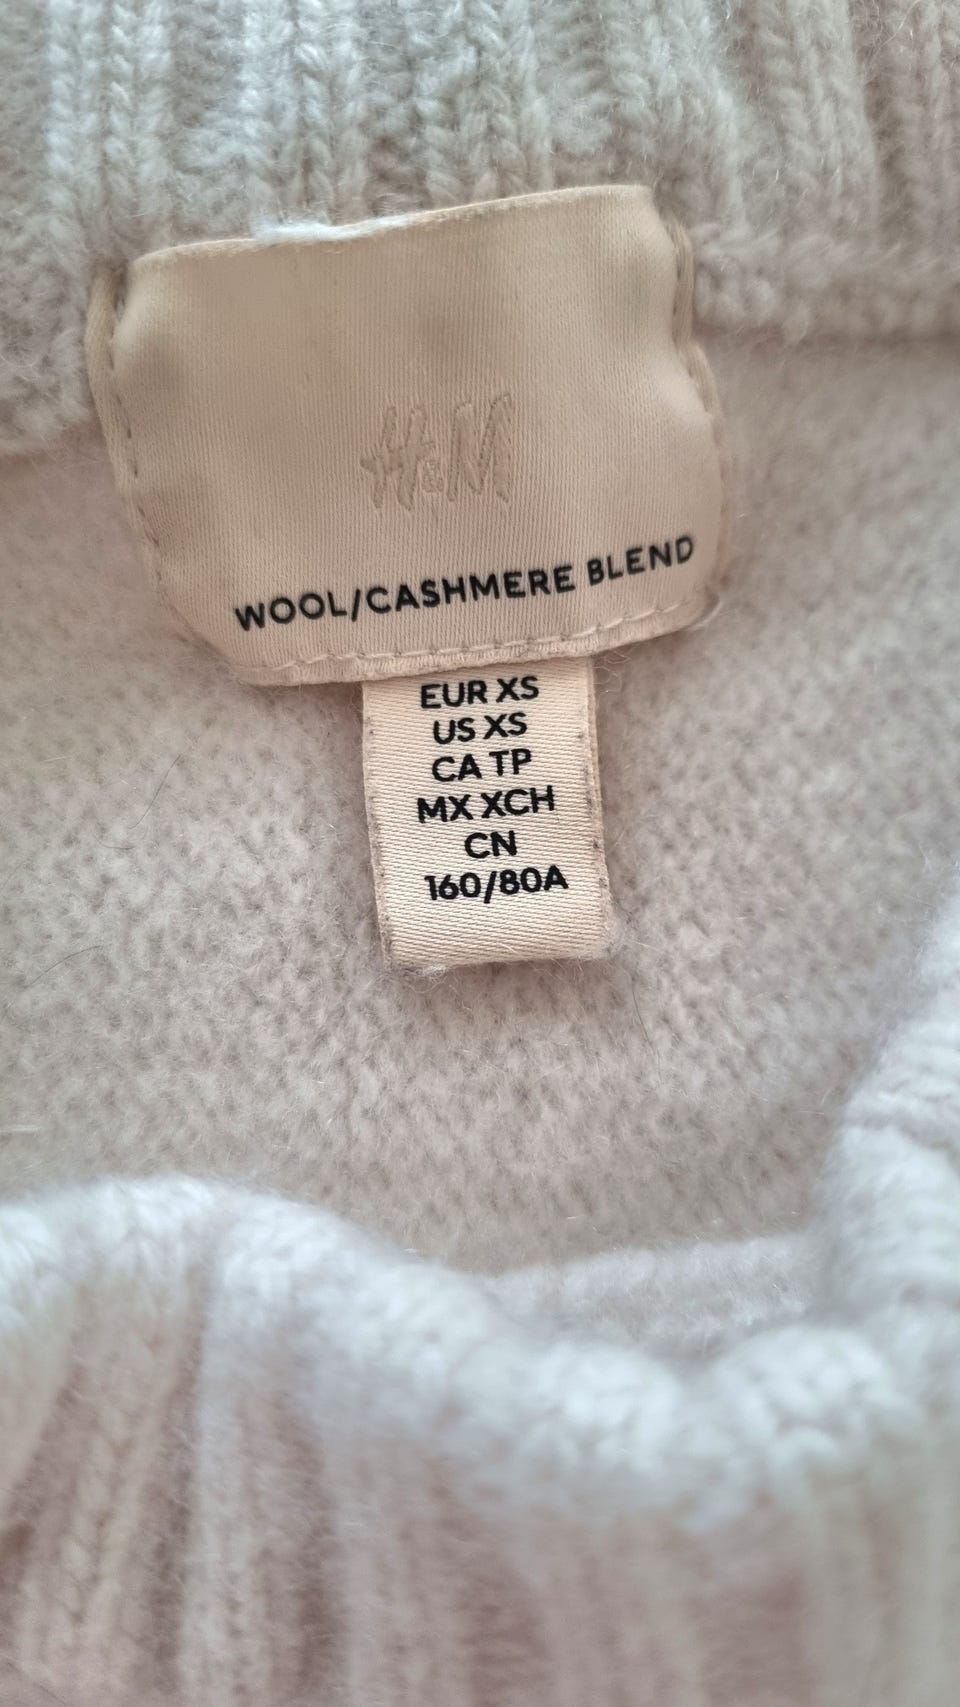 H&M
WOOL/CASHMERE BLEND
EUR XS
US XS
CA TP
MX XCH
CN
160/80A